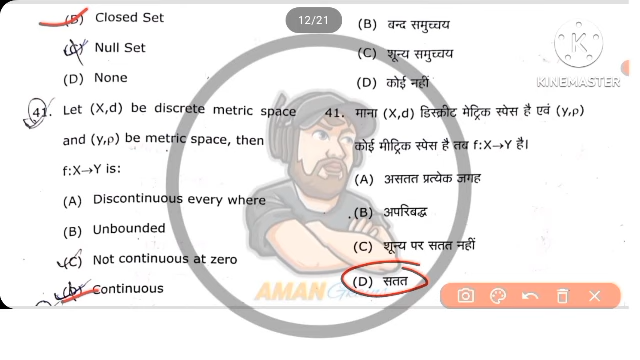 (B) Closed Set
(C) Null Set
(D) None
41. Let (X,d) be discrete metric space
and (y,ρ) be metric space, then
f:X→Y is:
(A) Discontinuous every where
(B) Unbounded
(C) Not continuous at zero
(D) Continuous
12/21
(B) वन्द समुच्चय
(C) शून्य समुच्चय
(D) कोई नहीं
41. माना (X,d) डिस्क्रीट मेट्रिक स्पेस है एवं (y,ρ)
कोई मीट्रिक स्पेस है तब f:X→Y है।
(A) असतत प्रत्येक जगह
(B) अपरिबद्ध
(C) शून्य पर सतत नहीं
(D) सतत
K
KINEMASTER
AMAN